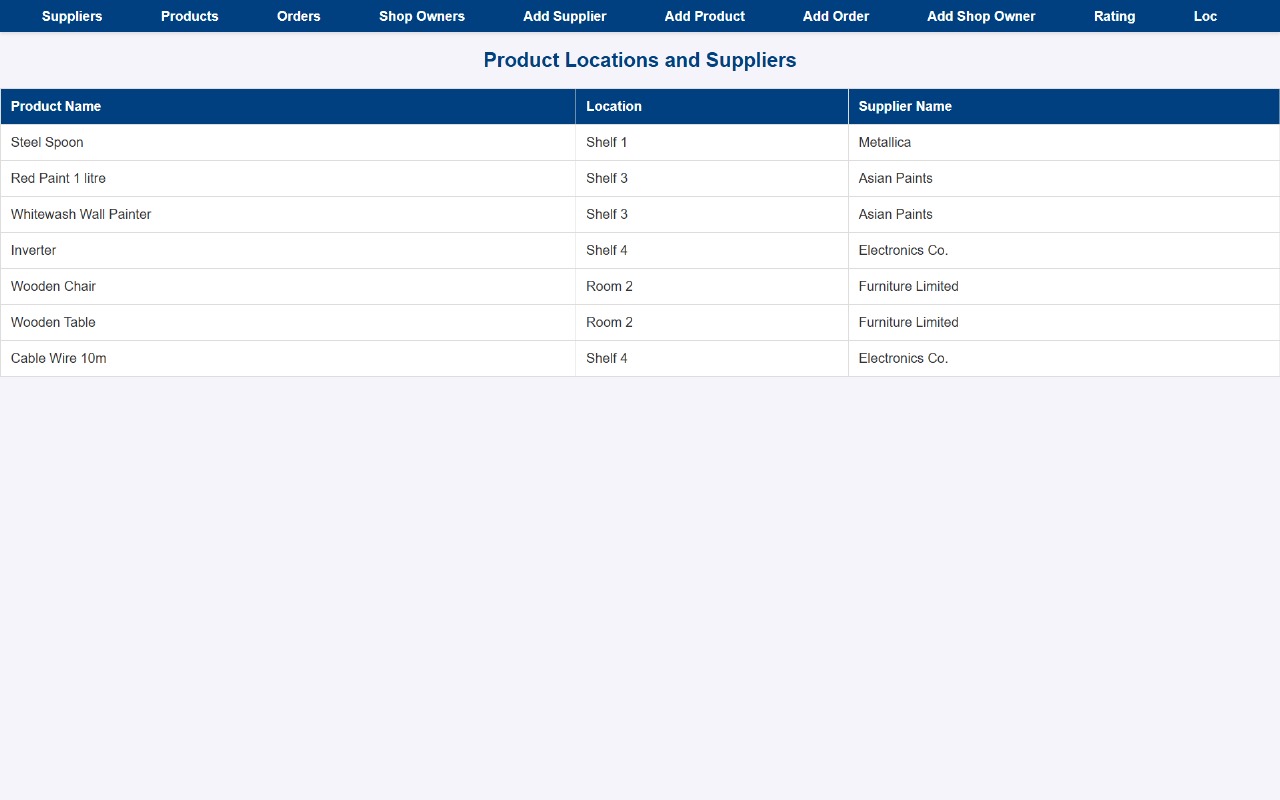 Suppliers Products Orders Shop Owners Add Supplier Add Product Add Order Add Shop Owner Rating Loc
Product Locations and Suppliers
Product Name Location Supplier Name
Steel Spoon Shelf 1 Metallica
Red Paint 1 litre Shelf 3 Asian Paints
Whitewash Wall Painter Shelf 3 Asian Paints
Inverter Shelf 4 Electronics Co.
Wooden Chair Room 2 Furniture Limited
Wooden Table Room 2 Furniture Limited
Cable Wire 10m Shelf 4 Electronics Co.